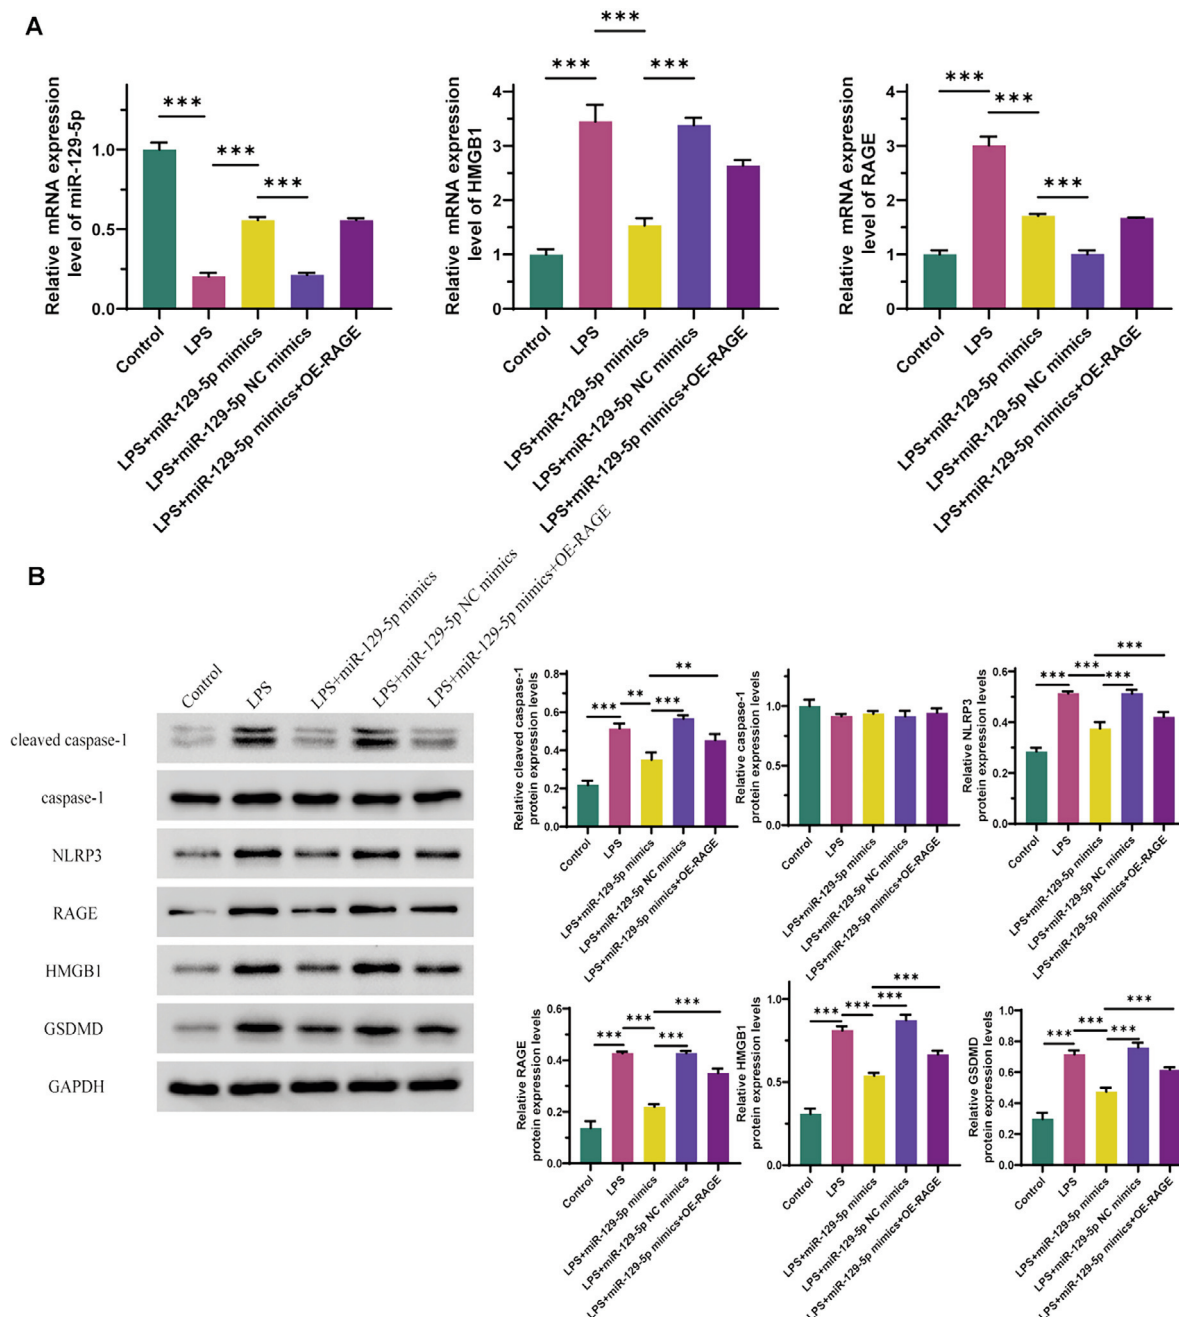 A
***
***
***
Relative mRNA expression
level of miR-129-5p
1.0
0.5
0.0
Control
LPS
LPS+miR-129-5p mimics
LPS+miR-129-5p NC mimics
LPS+miR-129-5p mimics+OE-RAGE
***
***
***
Relative mRNA expression
level of HMGB1
4
3
2
1
0
Control
LPS
LPS+miR-129-5p mimics
LPS+miR-129-5p NC mimics
LPS+miR-129-5p mimics+OE-RAGE
***
***
***
Relative mRNA expression
level of RAGE
4
3
2
1
0
Control
LPS
LPS+miR-129-5p mimics
LPS+miR-129-5p NC mimics
LPS+miR-129-5p mimics+OE-RAGE
B
Control
LPS
LPS+miR-129-5p mimics
LPS+miR-129-5p NC mimics
LPS+miR-129-5p mimics+OE-RAGE
cleaved caspase-1
caspase-1
NLRP3
RAGE
HMGB1
GSDMD
GAPDH
**
**
***
***
Relative cleaved caspase-1
protein expression levels
0.8
0.6
0.4
0.2
0.0
Control
LPS
LPS+miR-129-5p mimics
LPS+miR-129-5p NC mimics
LPS+miR-129-5p mimics+OE-RAGE
Relative caspase-1
protein expression levels
1.0
0.5
0.0
Control
LPS
LPS+miR-129-5p mimics
LPS+miR-129-5p NC mimics
LPS+miR-129-5p mimics+OE-RAGE
***
***
***
***
Relative NLRP3
protein expression levels
0.6
0.4
0.2
0.0
Control
LPS
LPS+miR-129-5p mimics
LPS+miR-129-5p NC mimics
LPS+miR-129-5p mimics+OE-RAGE
***
***
***
***
Relative RAGE
protein expression levels
0.6
0.4
0.2
0.0
Control
LPS
LPS+miR-129-5p mimics
LPS+miR-129-5p NC mimics
LPS+miR-129-5p mimics+OE-RAGE
***
***
***
***
Relative HMGB1
protein expression levels
1.0
0.5
0.0
Control
LPS
LPS+miR-129-5p mimics
LPS+miR-129-5p NC mimics
LPS+miR-129-5p mimics+OE-RAGE
***
***
***
***
Relative GSDMD
protein expression levels
0.8
0.6
0.4
0.2
0.0
Control
LPS
LPS+miR-129-5p mimics
LPS+miR-129-5p NC mimics
LPS+miR-129-5p mimics+OE-RAGE